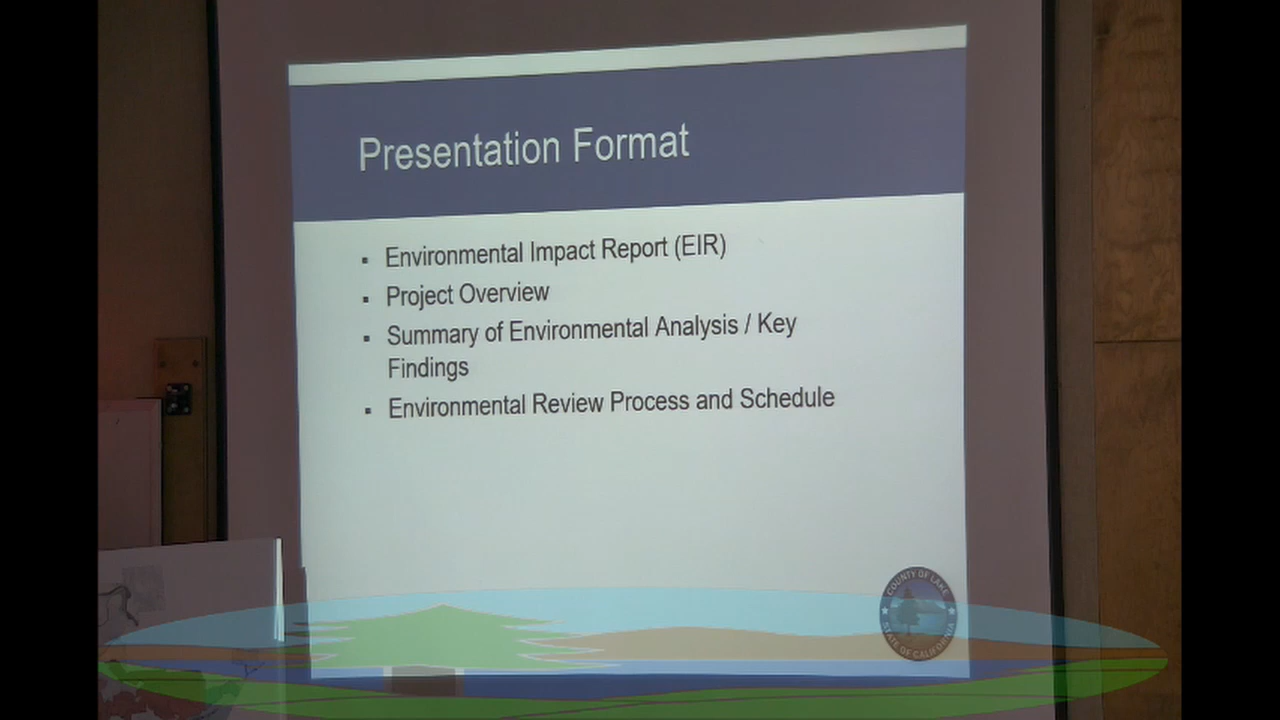 Presentation Format
Environmental Impact Report (EIR)
Project Overview
Summary of Environmental Analysis / Key
Findings
Environmental Review Process and Schedule
COUNTY OF LAKE
STATE OF CALIFORNIA